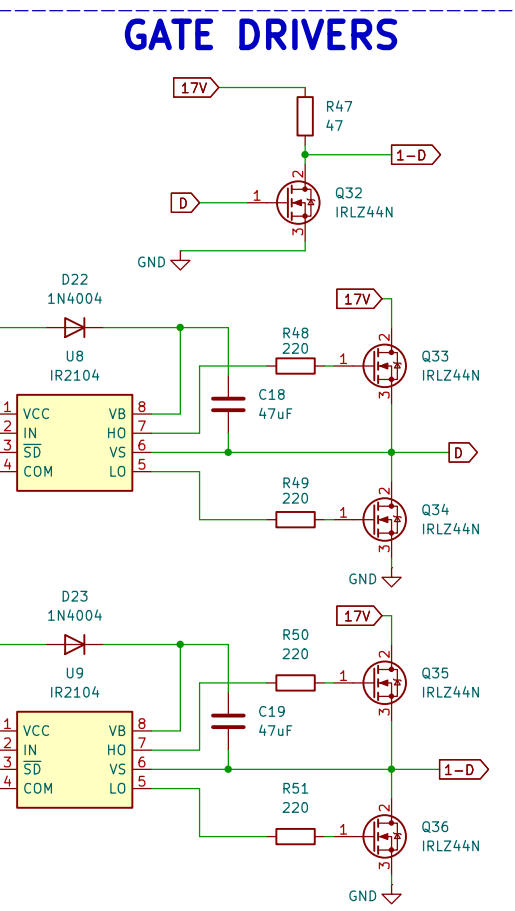 GATE DRIVERS
17V
R47
47
1-D
2
D
1
Q32
IRLZ44N
3
GND
D22
1N4004
17V
U8
IR2104
R48
220
2
1
Q33
IRLZ44N
3
C18
47uF
1 VCC VB 8
2 IN HO 7
3 SD VS 6
4 COM LO 5
D
R49
220
2
1
Q34
IRLZ44N
3
GND
D23
1N4004
17V
U9
IR2104
R50
220
2
1
Q35
IRLZ44N
3
C19
47uF
1 VCC VB 8
2 IN HO 7
3 SD VS 6
4 COM LO 5
1-D
R51
220
2
1
Q36
IRLZ44N
3
GND